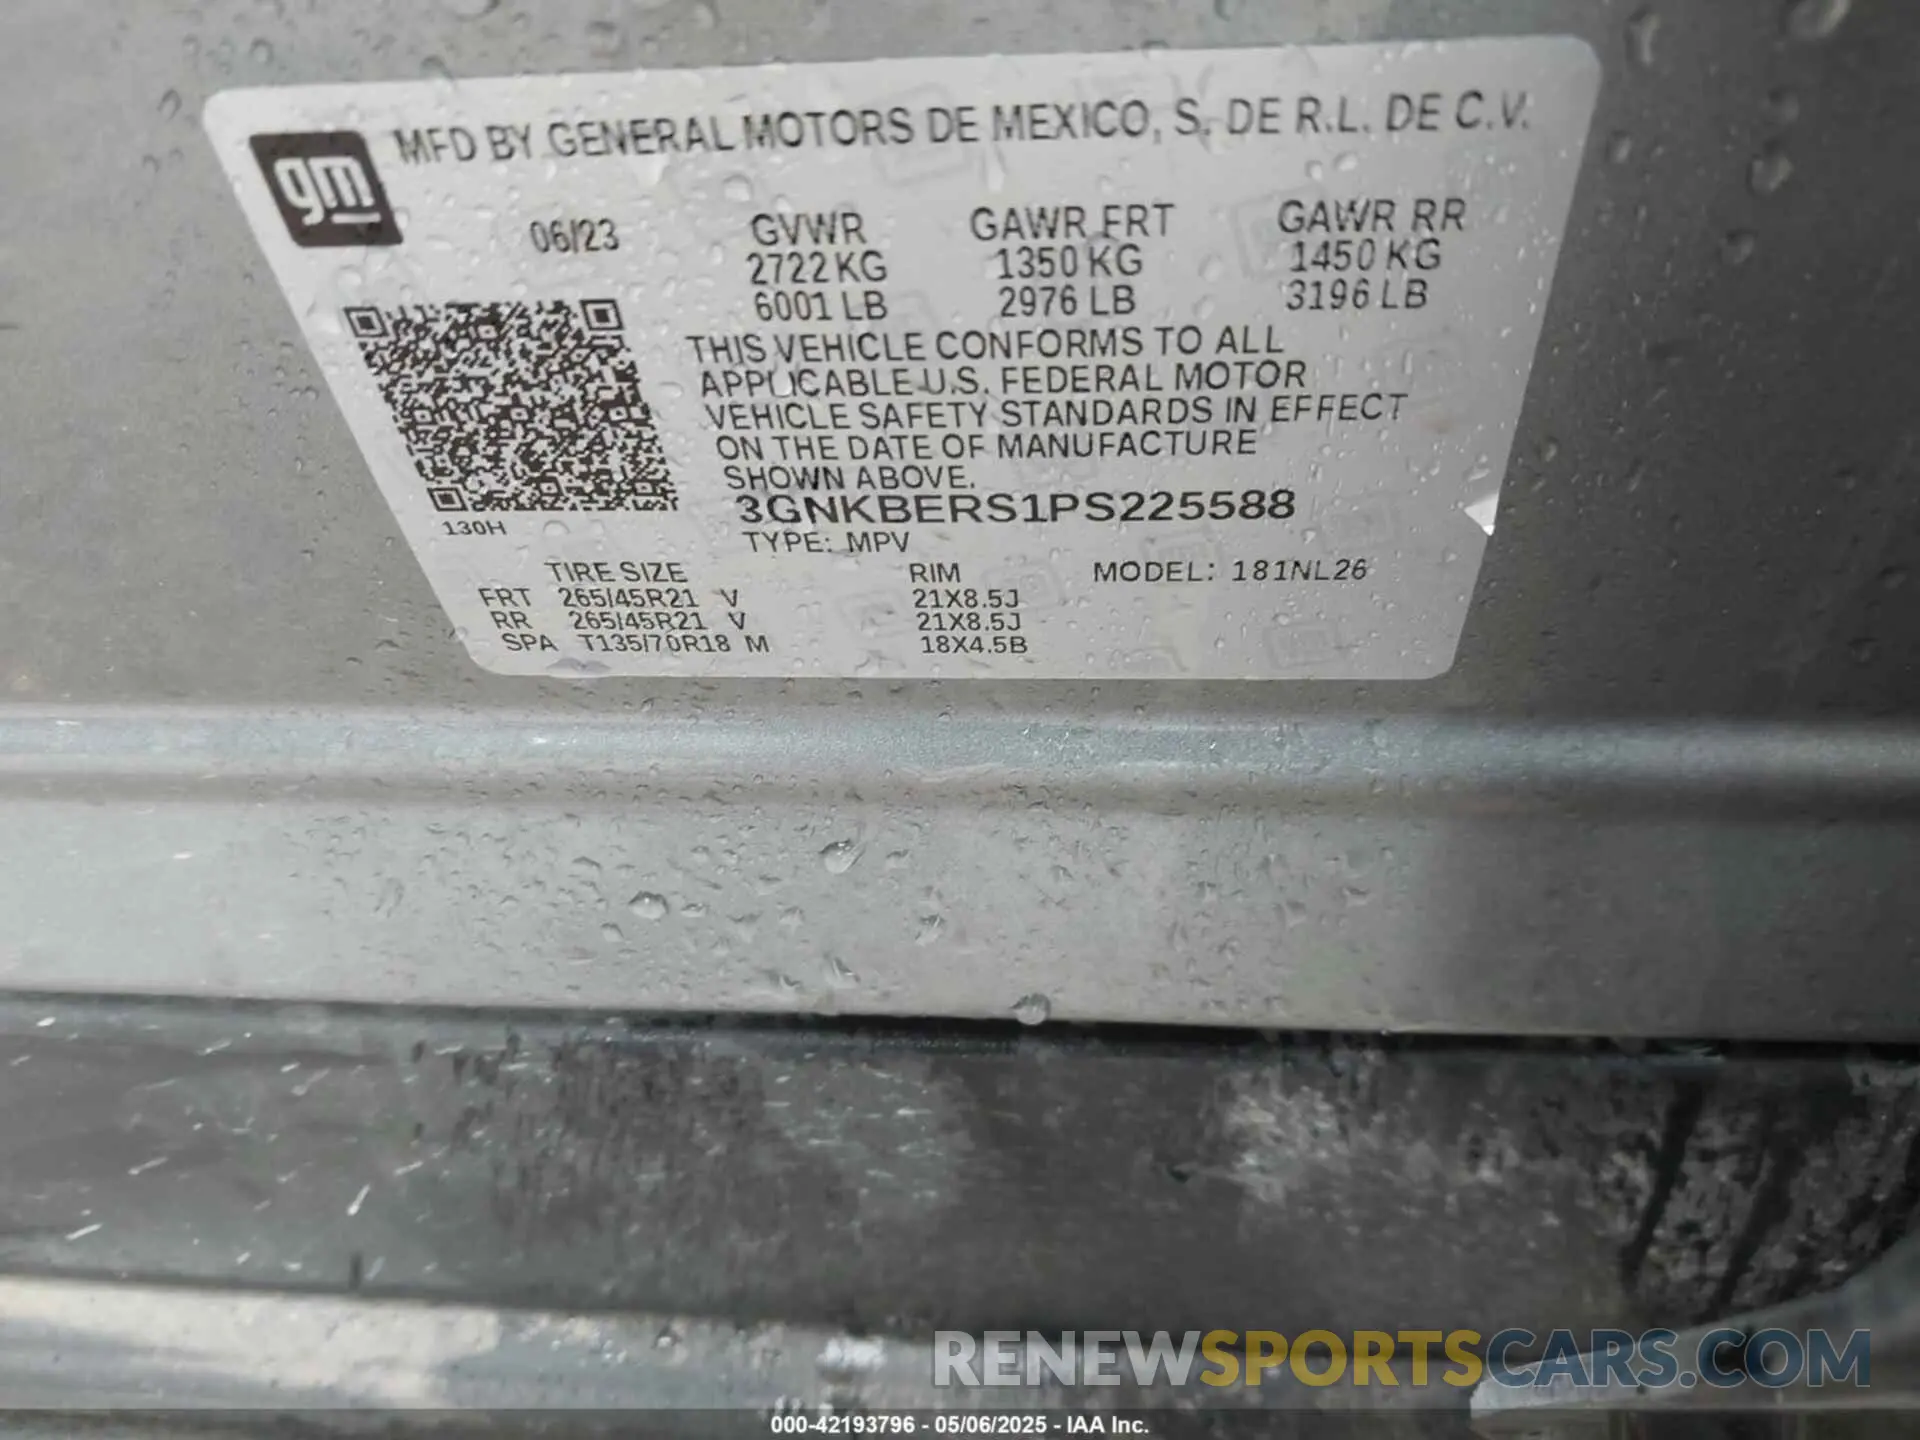 gm
MFD BY GENERAL MOTORS DE MEXICO, S. DE R.L. DE C.V.
06/23 GVWR GAWR FRT GAWR RR
2722 KG 1350 KG 1450 KG
6001 LB 2976 LB 3196 LB
THIS VEHICLE CONFORMS TO ALL
APPLICABLE U.S. FEDERAL MOTOR
VEHICLE SAFETY STANDARDS IN EFFECT
ON THE DATE OF MANUFACTURE
SHOWN ABOVE.
3GNKBERS1PS225588
130H
TYPE: MPV
TIRE SIZE RIM MODEL: 181NL26
FRT 265/45R21 V 21X8.5J
RR 265/45R21 V 21X8.5J
SPA T135/70R18 M 18X4.5B
RENEWSPORTSCARS.COM
000-42193796 - 05/06/2025 - IAA Inc.